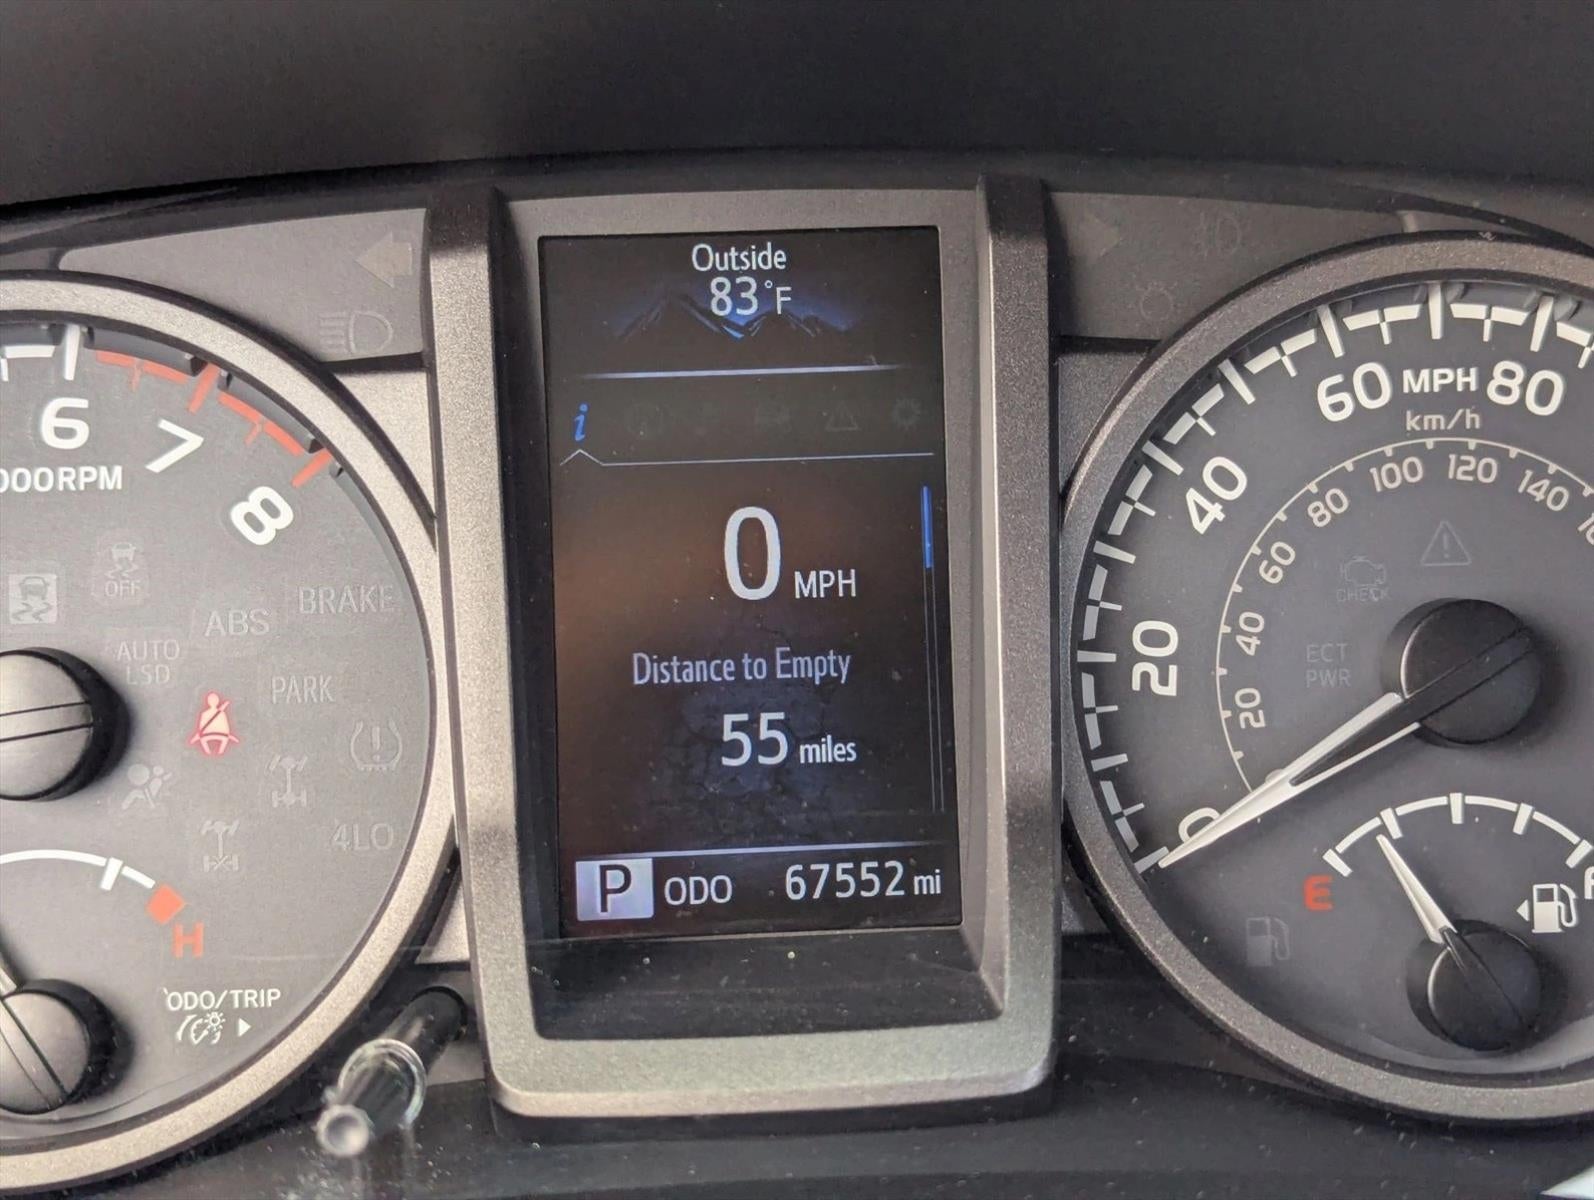 Outside
83°F
i
0 MPH
Distance to Empty
55 miles
P ODO 67552 mi
6
7
8
000RPM
OFF
ABS
BRAKE
AUTO
LSD
PARK
4LO
H
ODO/TRIP
0
20
40
60 MPH 80
km/h
20
40
60
80
100
120
140
CHECK
ECT
PWR
E